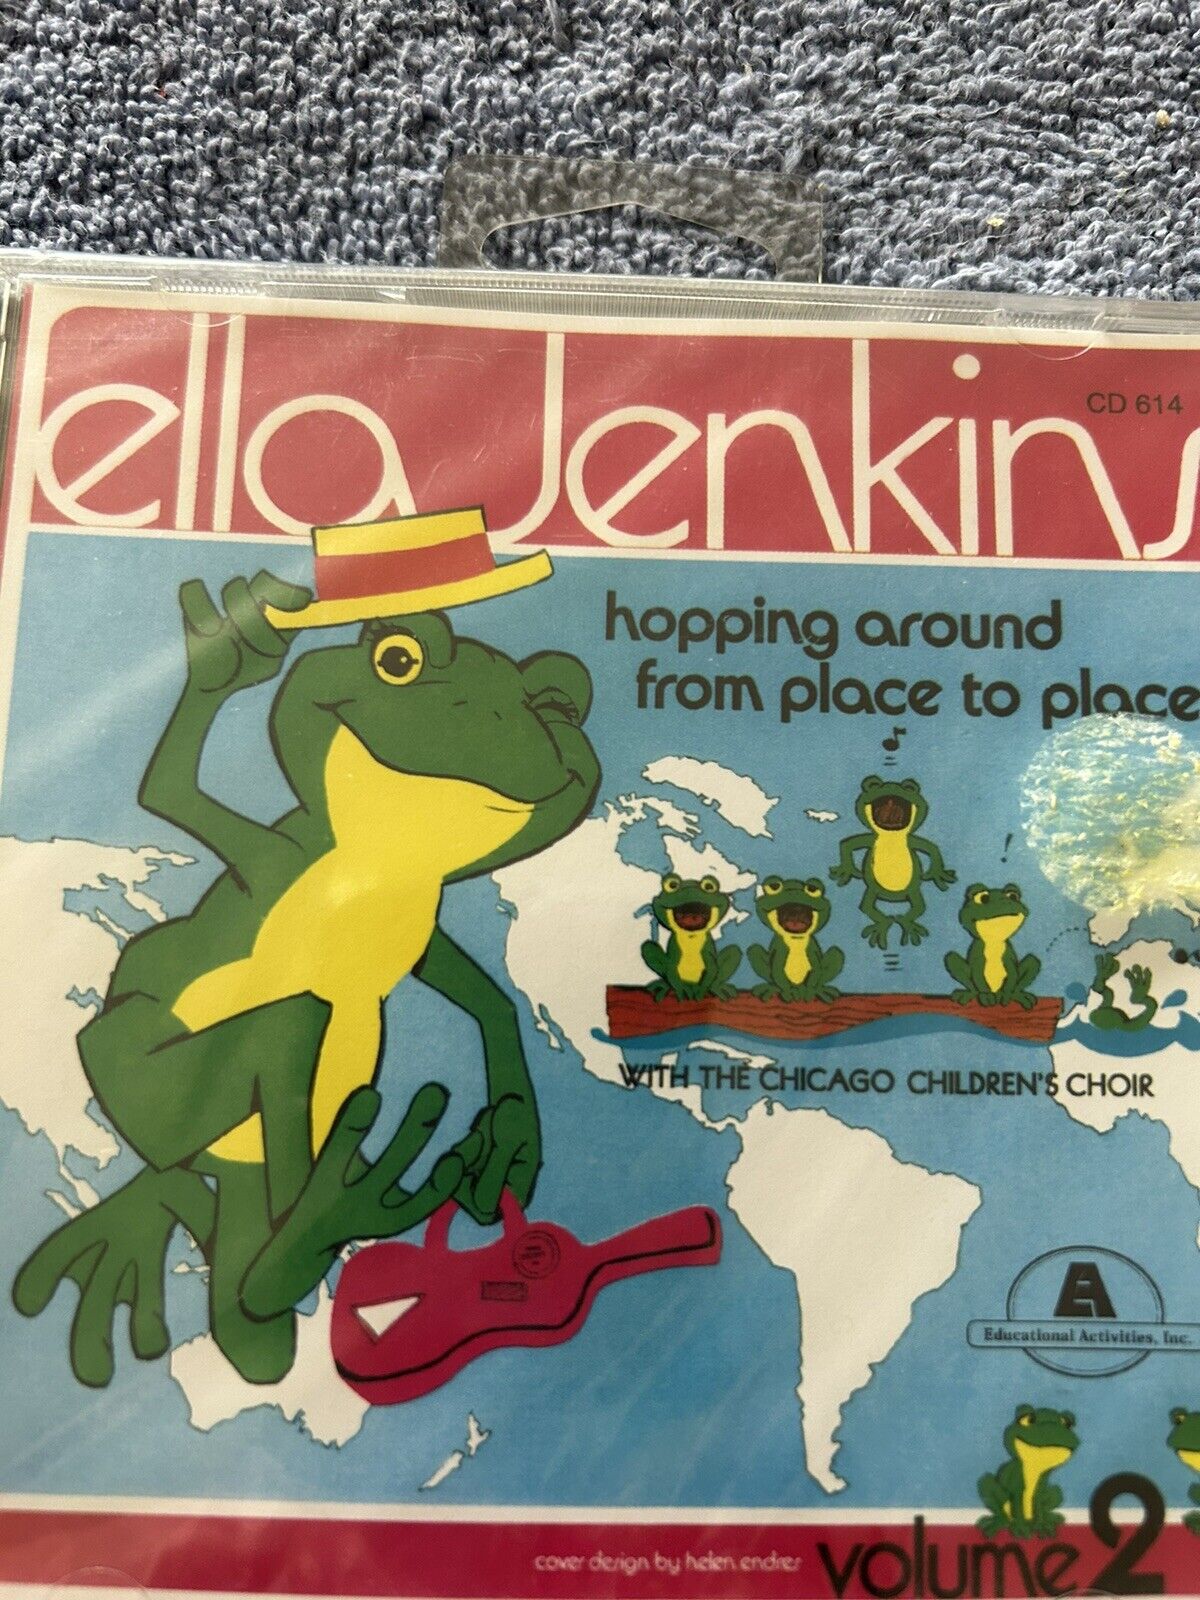 ella Jenkins
CD 614
hopping around
from place to place
!
WITH THE CHICAGO CHILDREN'S CHOIR
EA
Educational Activities, Inc.
volume 2
cover design by helen endres